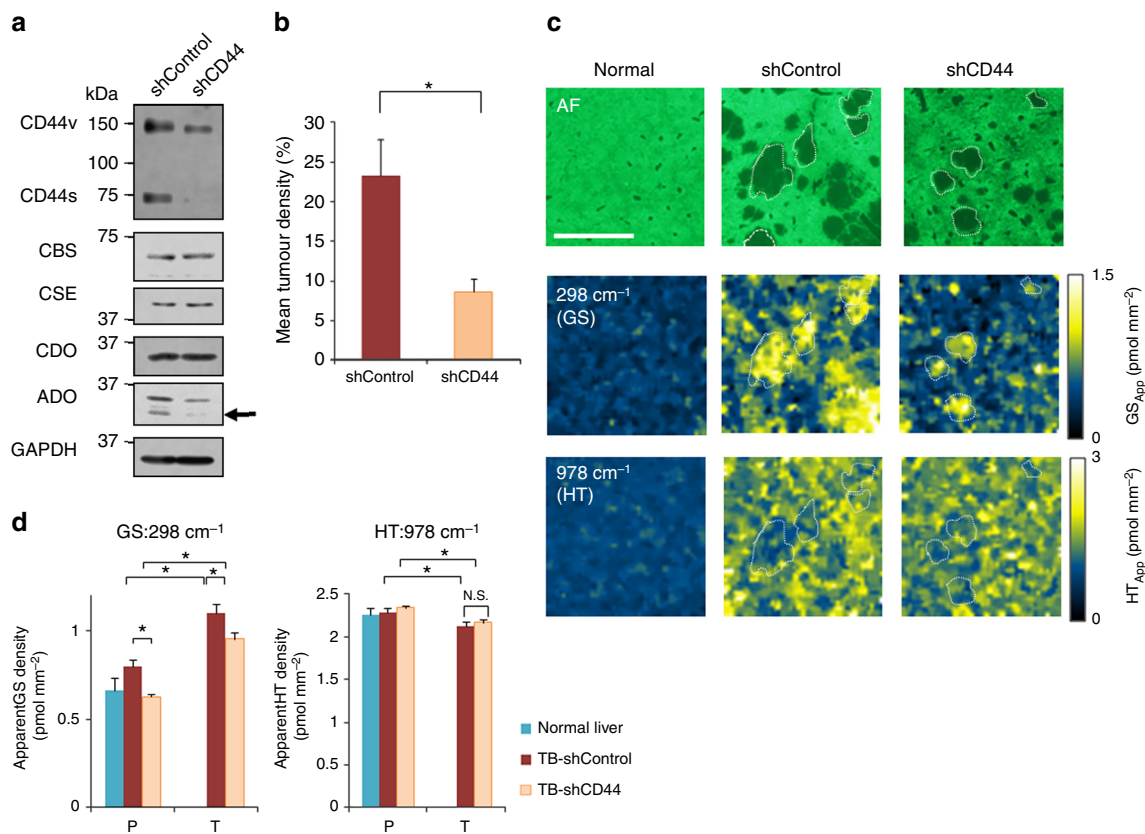 a
shControl
shCD44
kDa
CD44v
150
100
CD44s
75
CBS
75
CSE
37
CDO
37
ADO
37
GAPDH
37
b
*
Mean tumour density (%)
30
25
20
15
10
5
0
shControl
shCD44
c
Normal
shControl
shCD44
AF
298 cm⁻¹
(GS)
1.5
0
GS_App (pmol mm⁻²)
978 cm⁻¹
(HT)
3
0
HT_App (pmol mm⁻²)
d
GS:298 cm⁻¹
*
*
*
*
ApparentGS density
(pmol mm⁻²)
1
0.5
0
P
T
HT:978 cm⁻¹
*
*
N.S.
ApparentHT density
(pmol mm⁻²)
2.5
2
1.5
1
0.5
0
P
T
Normal liver
TB-shControl
TB-shCD44